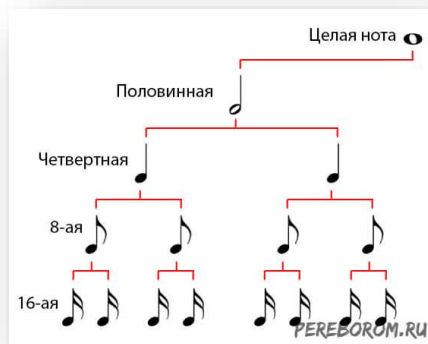 Целая нота
Половинная
Четвертная
8-ая
16-ая
PEREBOROM.RU